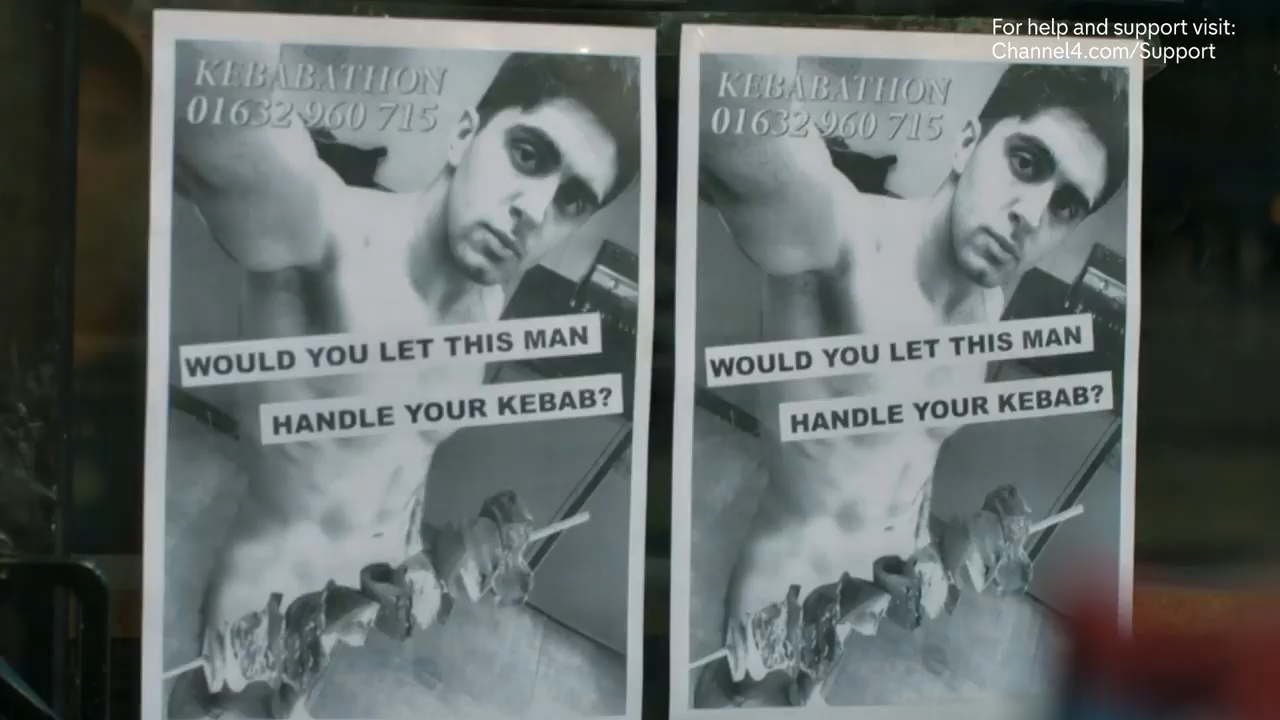 For help and support visit:
Channel4.com/Support
KEBABATHON
01632 960 715
WOULD YOU LET THIS MAN
HANDLE YOUR KEBAB?
KEBABATHON
01632 960 715
WOULD YOU LET THIS MAN
HANDLE YOUR KEBAB?